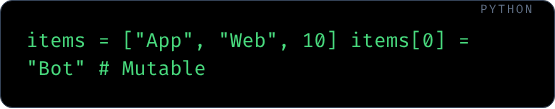 PYTHON
items = ["App", "Web", 10] items[0] =
"Bot" # Mutable